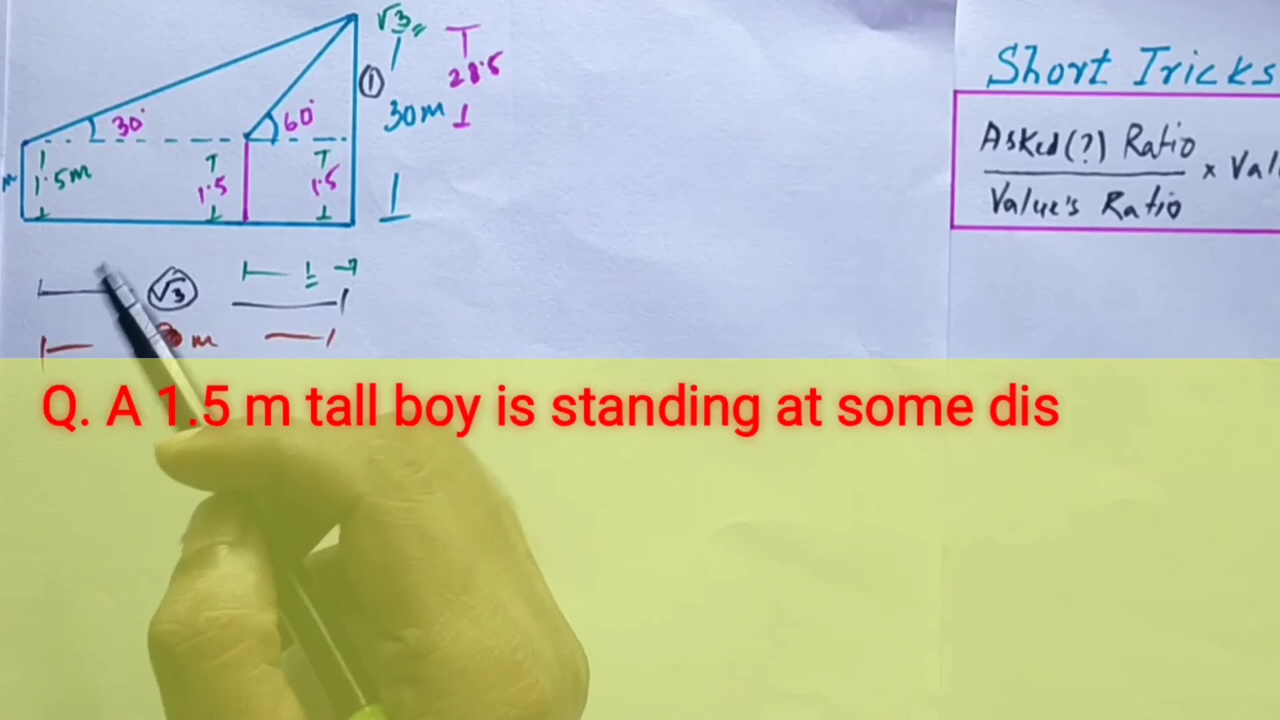 √3
T
28.5
⊥
①
30m
30°
60°
1.5m
T
1.5
⊥
T
1.5
⊥
m
√3
1
m
Short Tricks
Asked(?) Ratio
Value's Ratio
×
Q. A 1.5 m tall boy is standing at some dis